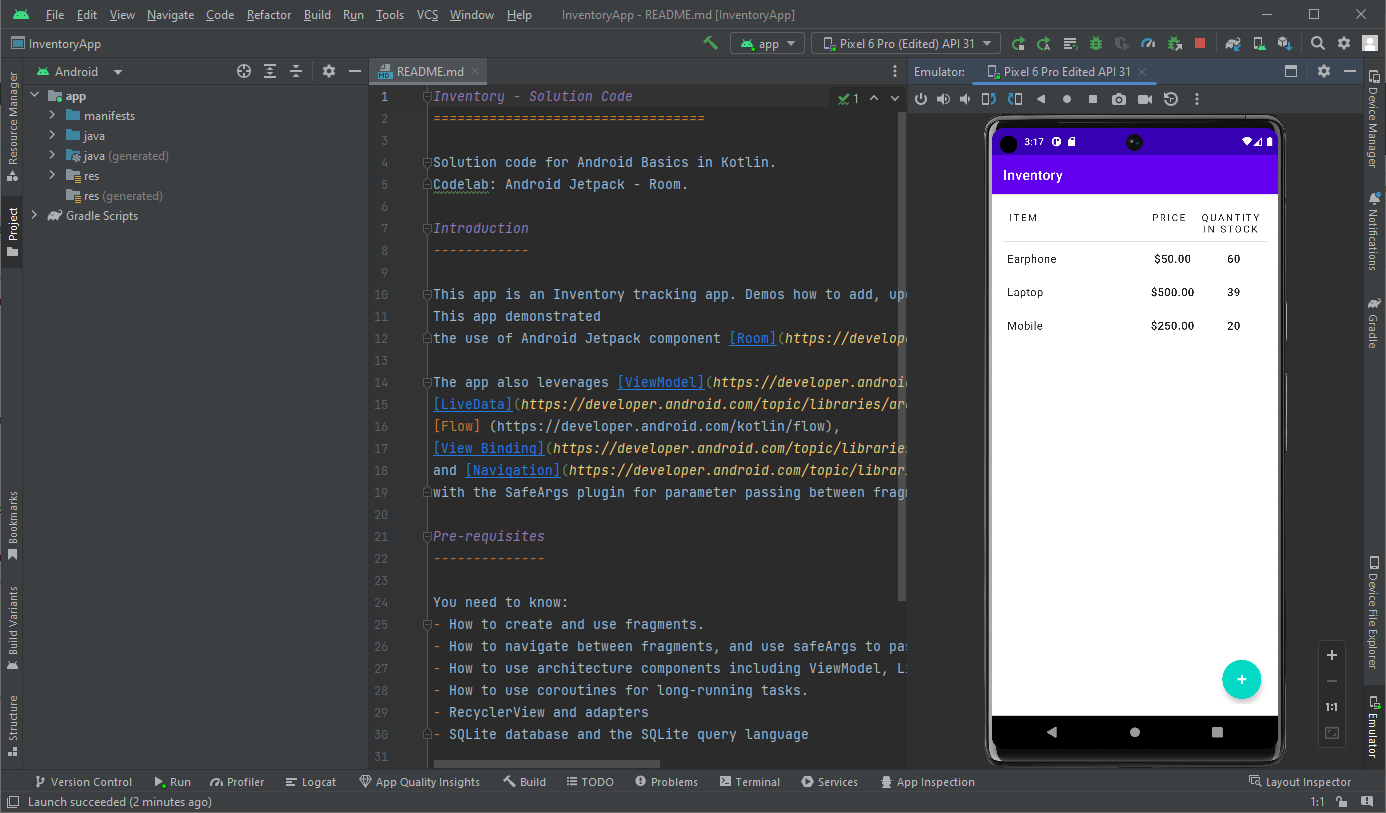 File Edit View Navigate Code Refactor Build Run Tools VCS Window Help InventoryApp - README.md [InventoryApp]
InventoryApp app Pixel 6 Pro (Edited) API 31
Resource Manager
Project
Bookmarks
Build Variants
Structure
Android
app
manifests
java
java (generated)
res
res (generated)
Gradle Scripts
README.md
1
1 Inventory - Solution Code
2 ==================================
3
4 Solution code for Android Basics in Kotlin.
5 Codelab: Android Jetpack - Room.
6
7 Introduction
8 ------------
9
10 This app is an Inventory tracking app. Demos how to add, up
11 This app demonstrated
12 the use of Android Jetpack component [Room](https://develop
13
14 The app also leverages [ViewModel](https://developer.androi
15 [LiveData](https://developer.android.com/topic/libraries/ar
16 [Flow] (https://developer.android.com/kotlin/flow),
17 [View Binding](https://developer.android.com/topic/librarie
18 and [Navigation](https://developer.android.com/topic/librar
19 with the SafeArgs plugin for parameter passing between frag
20
21 Pre-requisites
22 --------------
23
24 You need to know:
25 - How to create and use fragments.
26 - How to navigate between fragments, and use safeArgs to pa
27 - How to use architecture components including ViewModel, Li
28 - How to use coroutines for long-running tasks.
29 - RecyclerView and adapters
30 - SQLite database and the SQLite query language
31
Emulator: Pixel 6 Pro Edited API 31
3:17
Inventory
ITEM PRICE QUANTITY
IN STOCK
Earphone $50.00 60
Laptop $500.00 39
Mobile $250.00 20
+
1:1
Device Manager
Notifications
Gradle
Device File Explorer
Emulator
Version Control Run Profiler Logcat App Quality Insights Build TODO Problems Terminal Services App Inspection Layout Inspector
Launch succeeded (2 minutes ago) 1:1